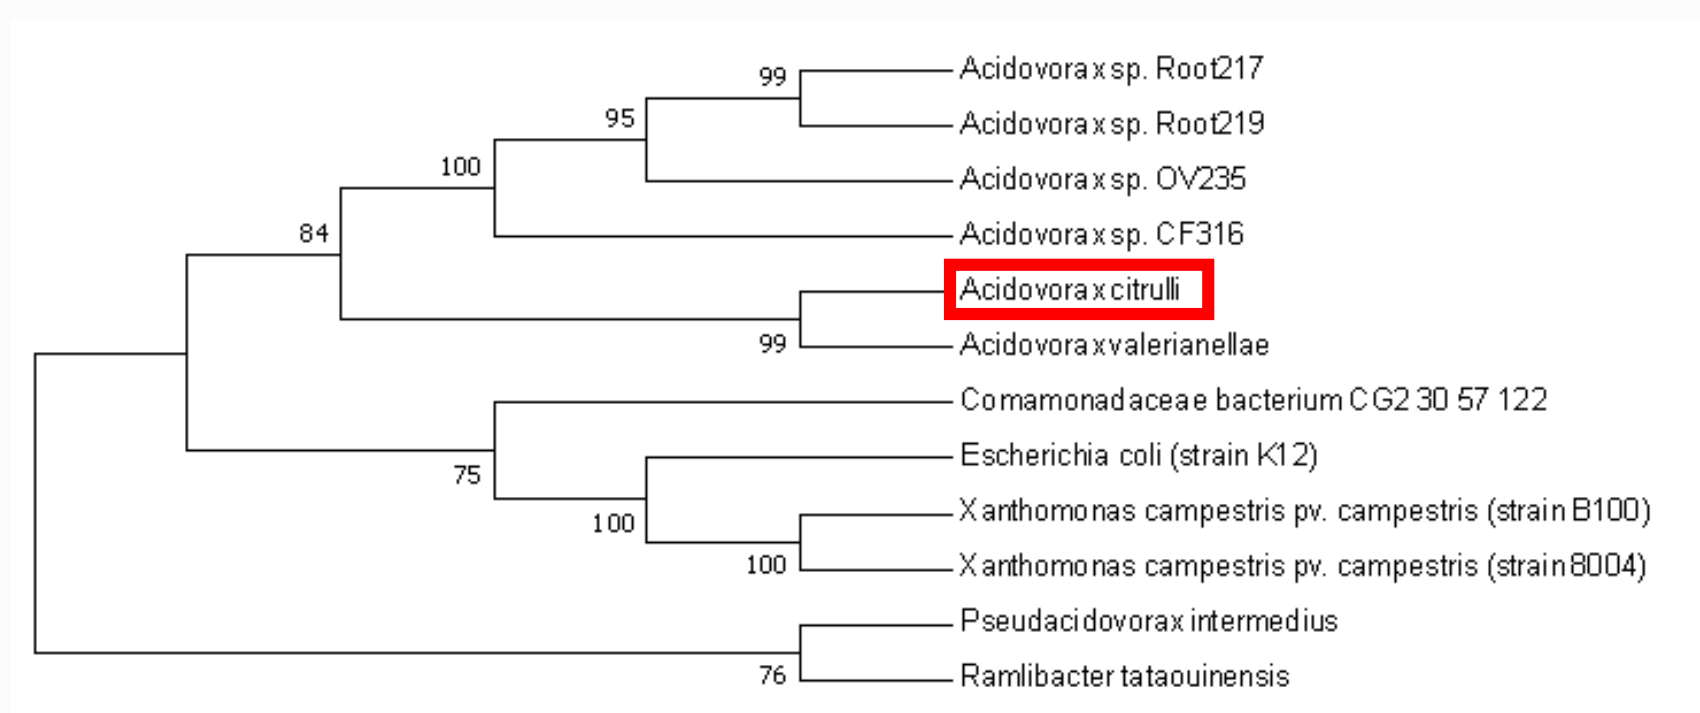 99
Acidovorax sp. Root217
95
Acidovorax sp. Root219
100
Acidovorax sp. OV235
84
Acidovorax sp. CF316
Acidovorax citrulli
99
Acidovorax valerianellae
Comamonadaceae bacterium CG2 30 57 122
75
Escherichia coli (strain K12)
100
Xanthomonas campestris pv. campestris (strain B100)
100
Xanthomonas campestris pv. campestris (strain 8004)
Pseudacidovorax intermedius
76
Ramlibacter tataouinensis